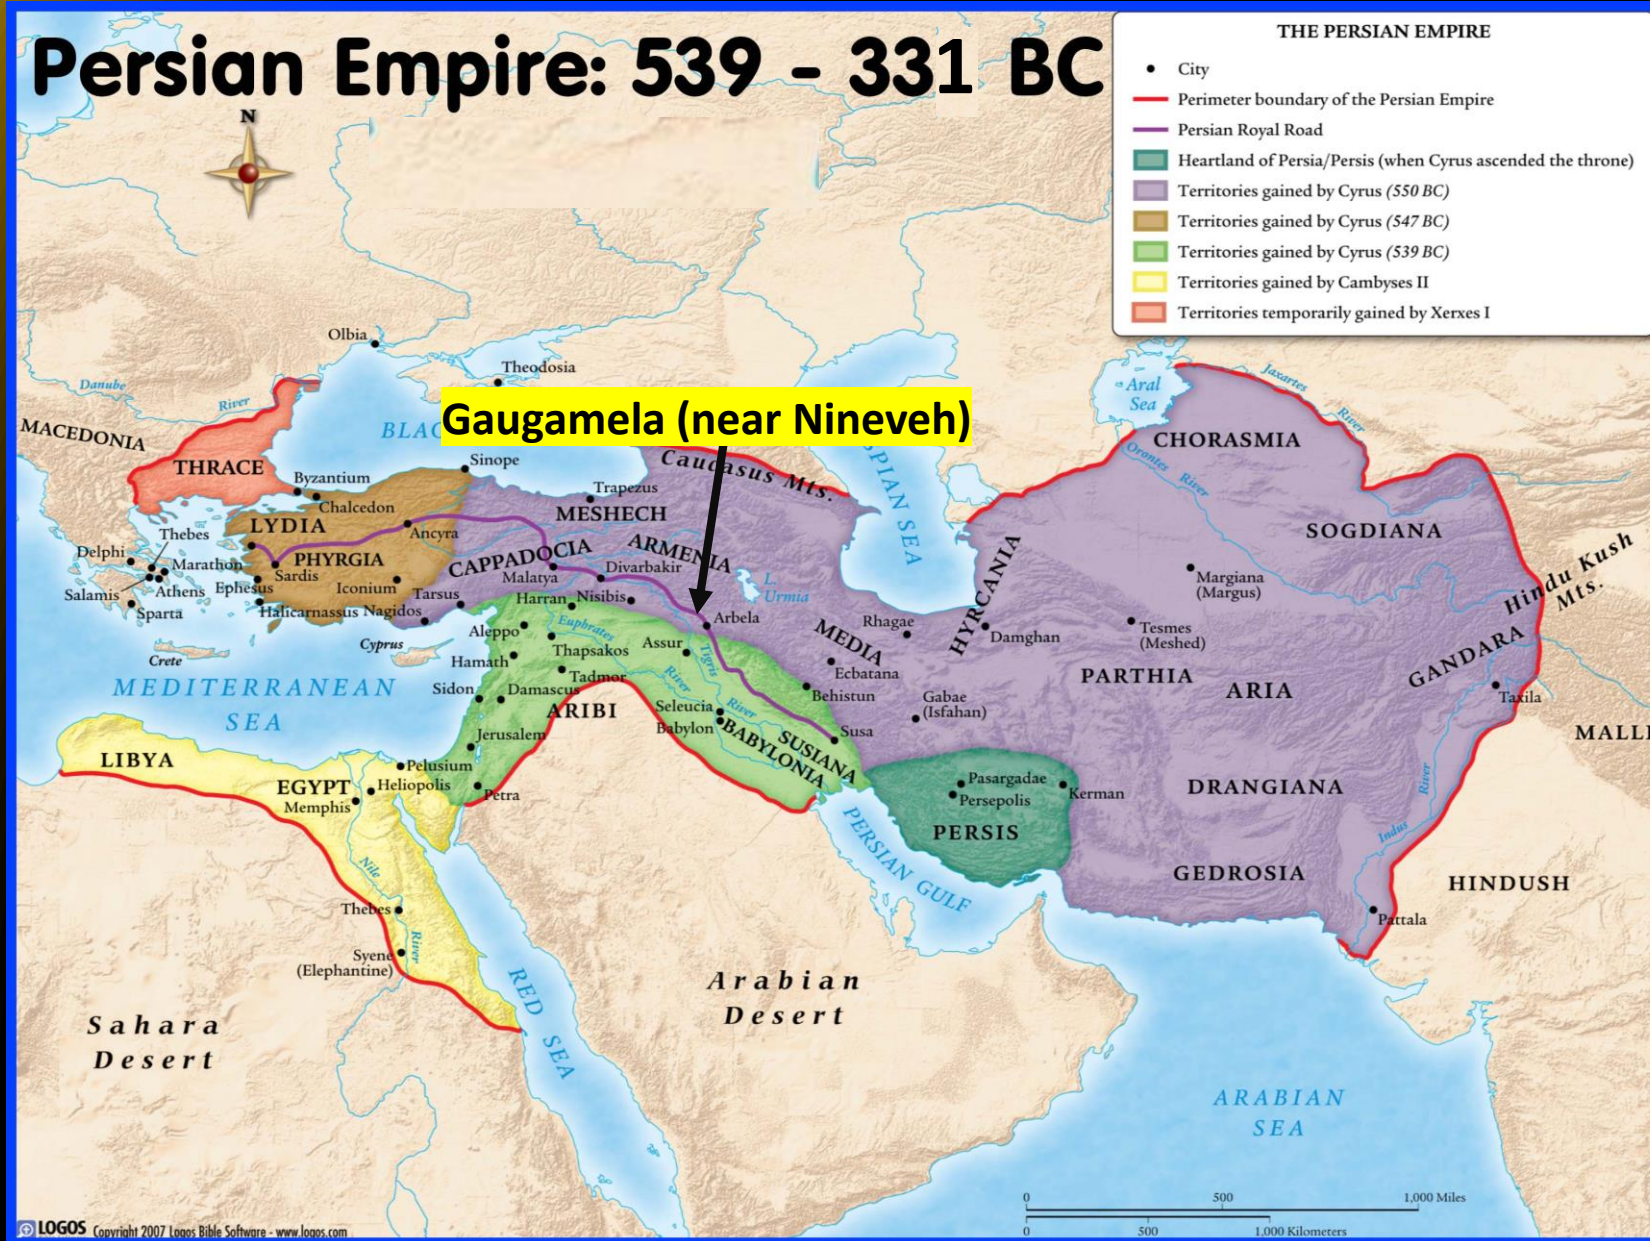 Persian Empire: 539 - 331 BC
THE PERSIAN EMPIRE
City
Perimeter boundary of the Persian Empire
Persian Royal Road
Heartland of Persia/Persis (when Cyrus ascended the throne)
Territories gained by Cyrus (550 BC)
Territories gained by Cyrus (547 BC)
Territories gained by Cyrus (539 BC)
Territories gained by Cambyses II
Territories temporarily gained by Xerxes I
N
Olbia
Theodosia
Danube
River
MACEDONIA
THRACE
BLAC
Gaugamela (near Nineveh)
Caucasus Mts.
SPIAN SEA
Aral
Sea
Jaxartes
River
CHORASMIA
Orontes
River
SOGDIANA
Hindu Kush
Mts.
Byzantium
Chalcedon
Sinope
Trapezus
MESHECH
LYDIA
PHYRGIA
Ancyra
CAPPADOCIA
ARMENIA
Malatya
Divarbakir
L.
Urmia
Thebes
Delphi
Marathon
Salamis
Athens
Sparta
Ephesus
Sardis
Iconium
Halicarnassus
Nagidos
Tarsus
Harran
Nisibis
Arbela
Crete
Cyprus
Aleppo
Euphrates
River
Thapsakos
Assur
Tigris
River
Hamath
Tadmor
Sidon
Damascus
ARIBI
Seleucia
Babylon
BABYLONIA
SUSIANA
Susa
MEDIA
Ecbatana
Behistun
Rhagae
HYRCANIA
Damghan
Gabae
(Isfahan)
Margiana
(Margus)
Tesmes
(Meshed)
PARTHIA
ARIA
GANDARA
Taxila
MALLI
MEDITERRANEAN
SEA
Jerusalem
Petra
LIBYA
EGYPT
Pelusium
Heliopolis
Memphis
Nile
River
Thebes
Syene
(Elephantine)
RED SEA
PERSIAN GULF
Pasargadae
Persepolis
Kerman
PERSIS
DRANGIANA
GEDROSIA
Indus
River
HINDUSH
Pattala
Arabian
Desert
Sahara
Desert
ARABIAN
SEA
0 500 1,000 Miles
0 500 1,000 Kilometers
LOGOS Copyright 2007 Logos Bible Software - www.logos.com